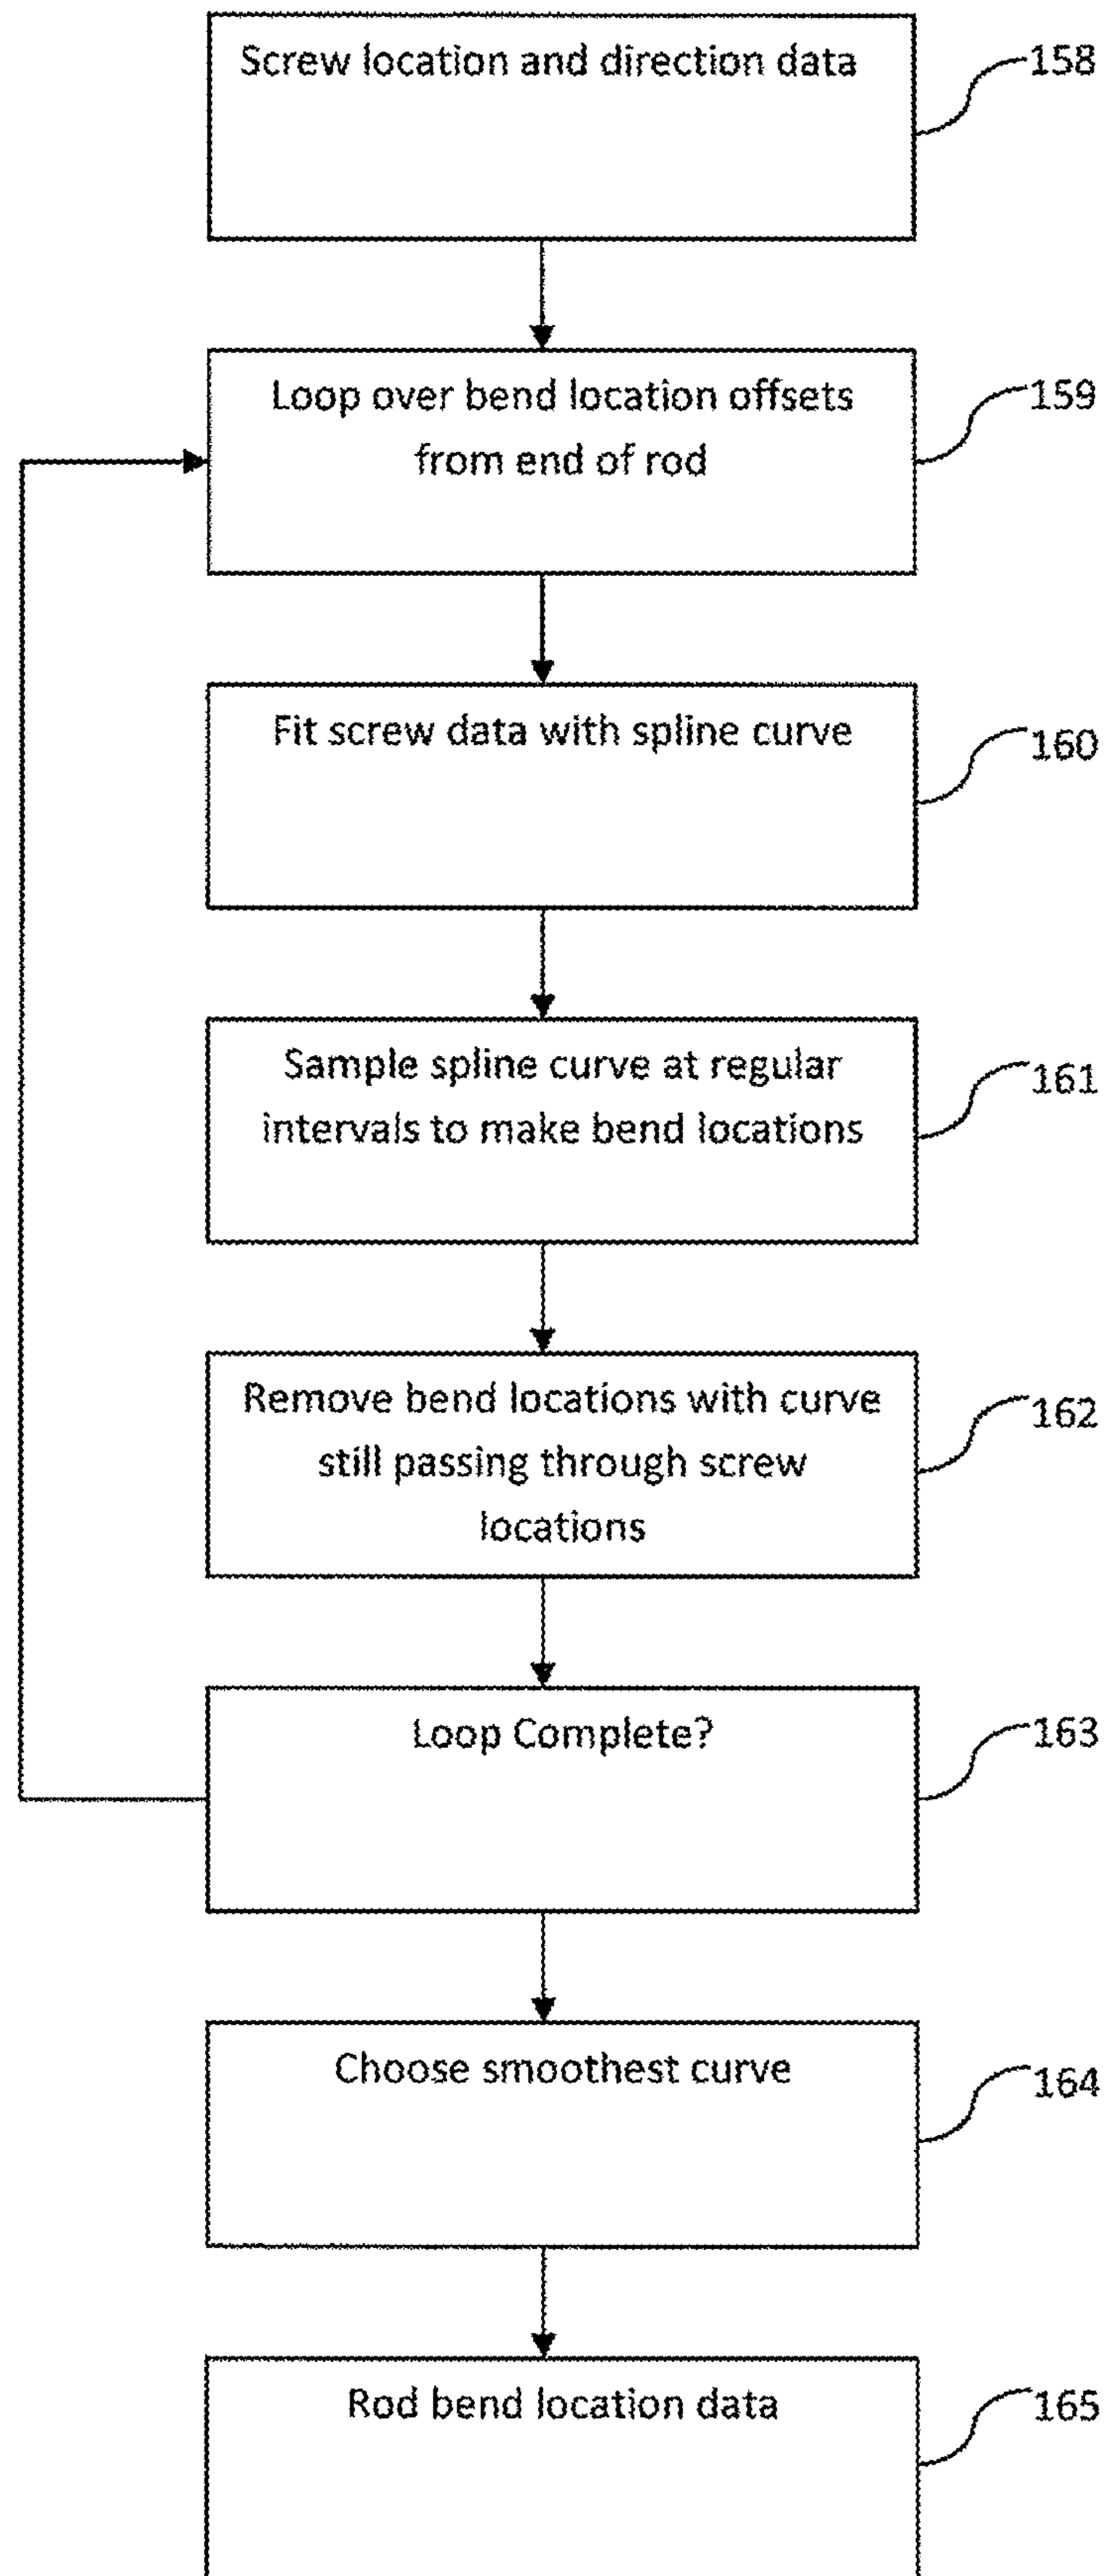 Screw location and direction data
158
Loop over bend location offsets
from end of rod
159
Fit screw data with spline curve
160
Sample spline curve at regular
intervals to make bend locations
161
Remove bend locations with curve
still passing through screw
locations
162
Loop Complete?
163
Choose smoothest curve
164
Rod bend location data
165